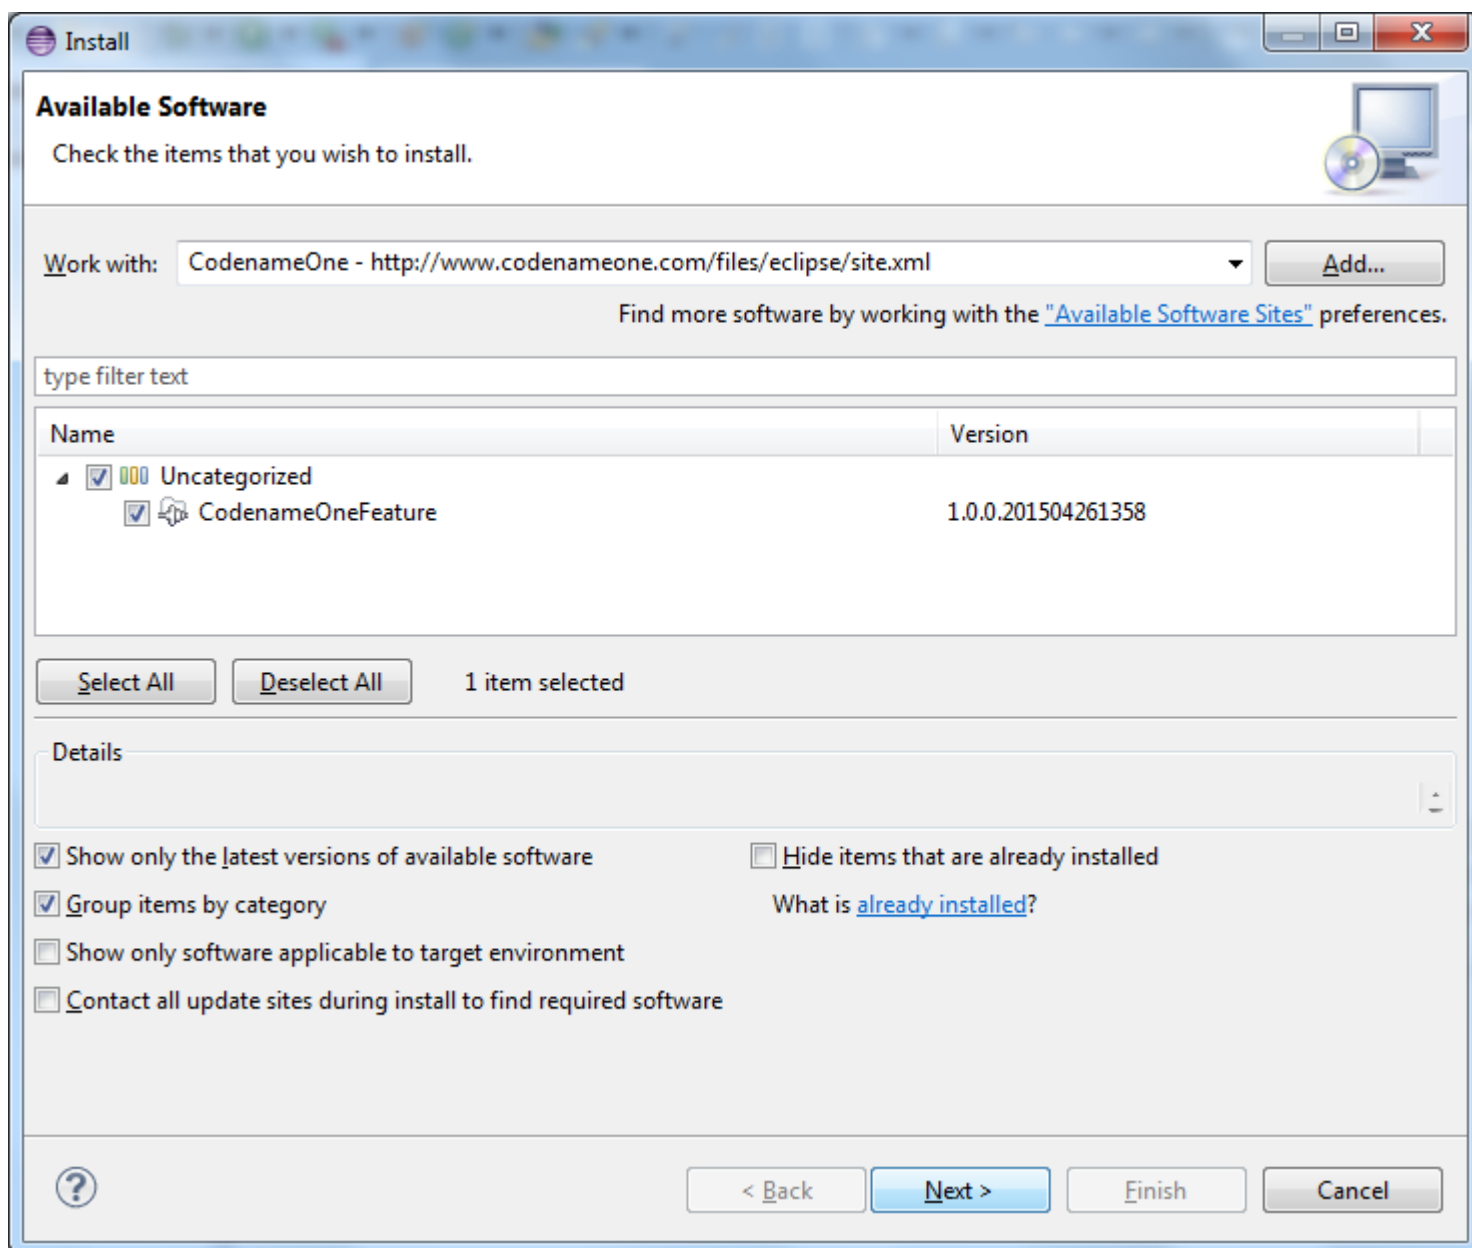 Install
Available Software
Check the items that you wish to install.
Work with: CodenameOne - http://www.codenameone.com/files/eclipse/site.xml Add...
Find more software by working with the "Available Software Sites" preferences.
type filter text
Name Version
Uncategorized
CodenameOneFeature 1.0.0.201504261358
Select All Deselect All 1 item selected
Details
Show only the latest versions of available software Hide items that are already installed
Group items by category What is already installed?
Show only software applicable to target environment
Contact all update sites during install to find required software
? < Back Next > Finish Cancel